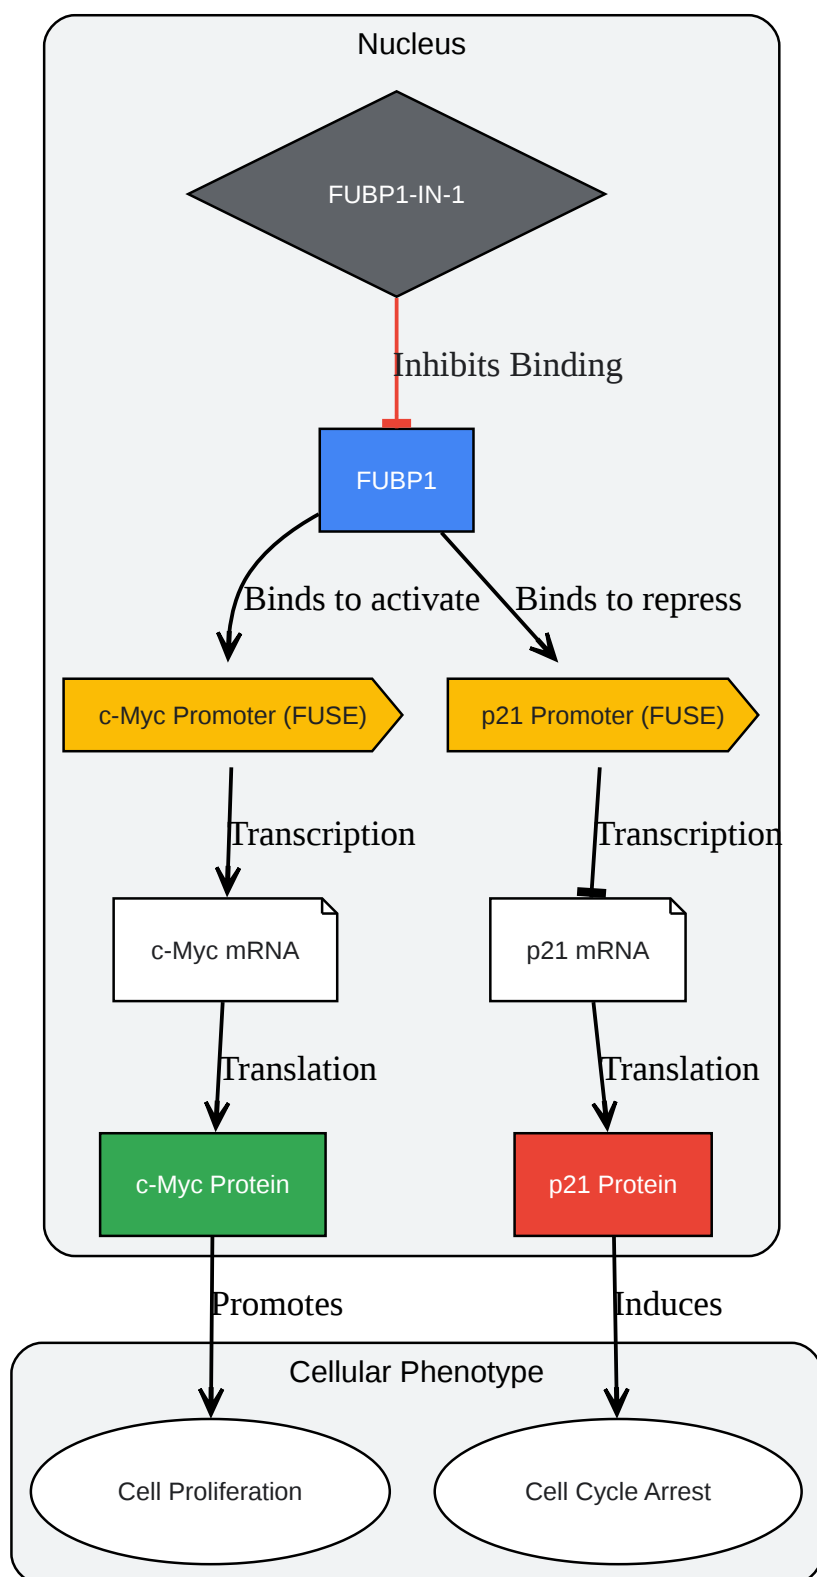 Nucleus
FUBP1-IN-1
Inhibits Binding
FUBP1
Binds to activate
Binds to repress
c-Myc Promoter (FUSE)
p21 Promoter (FUSE)
Transcription
Transcription
c-Myc mRNA
p21 mRNA
Translation
Translation
c-Myc Protein
p21 Protein
Promotes
Induces
Cellular Phenotype
Cell Proliferation
Cell Cycle Arrest